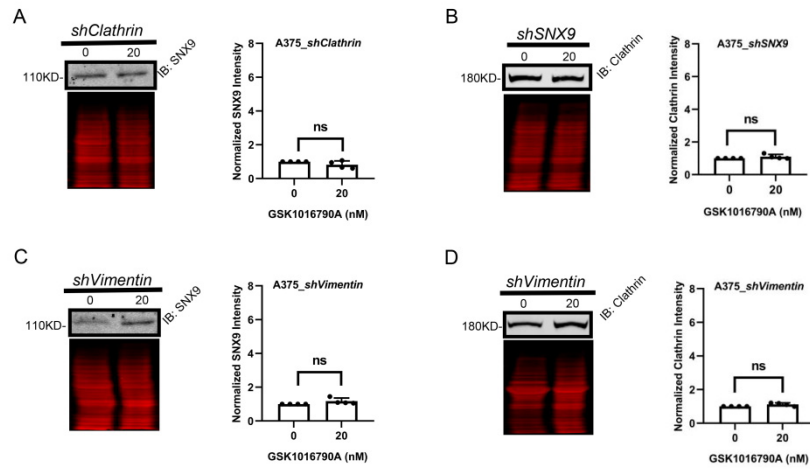 A
shClathrin
0 20
110KD-
IB: SNX9
A375_shClathrin
Normalized SNX9 Intensity
8
6
4
2
0
ns
0 20
GSK1016790A (nM)
B
shSNX9
0 20
180KD-
IB: Clathrin
A375_shSNX9
Normalized Clathrin Intensity
8
6
4
2
0
ns
0 20
GSK1016790A (nM)
C
shVimentin
0 20
110KD-
IB: SNX9
A375_shVimentin
Normalized SNX9 Intensity
8
6
4
2
0
ns
0 20
GSK1016790A (nM)
D
shVimentin
0 20
180KD-
IB: Clathrin
A375_shVimentin
Normalized Clathrin Intensity
8
6
4
2
0
ns
0 20
GSK1016790A (nM)